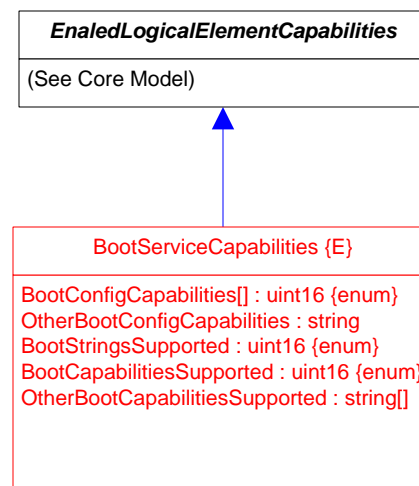 EnaledLogicalElementCapabilities
(See Core Model)
BootServiceCapabilities {E}
BootConfigCapabilities[] : uint16 {enum}
OtherBootConfigCapabilities : string
BootStringsSupported : uint16 {enum}
BootCapabilitiesSupported : uint16 {enum}
OtherBootCapabilitiesSupported : string[]